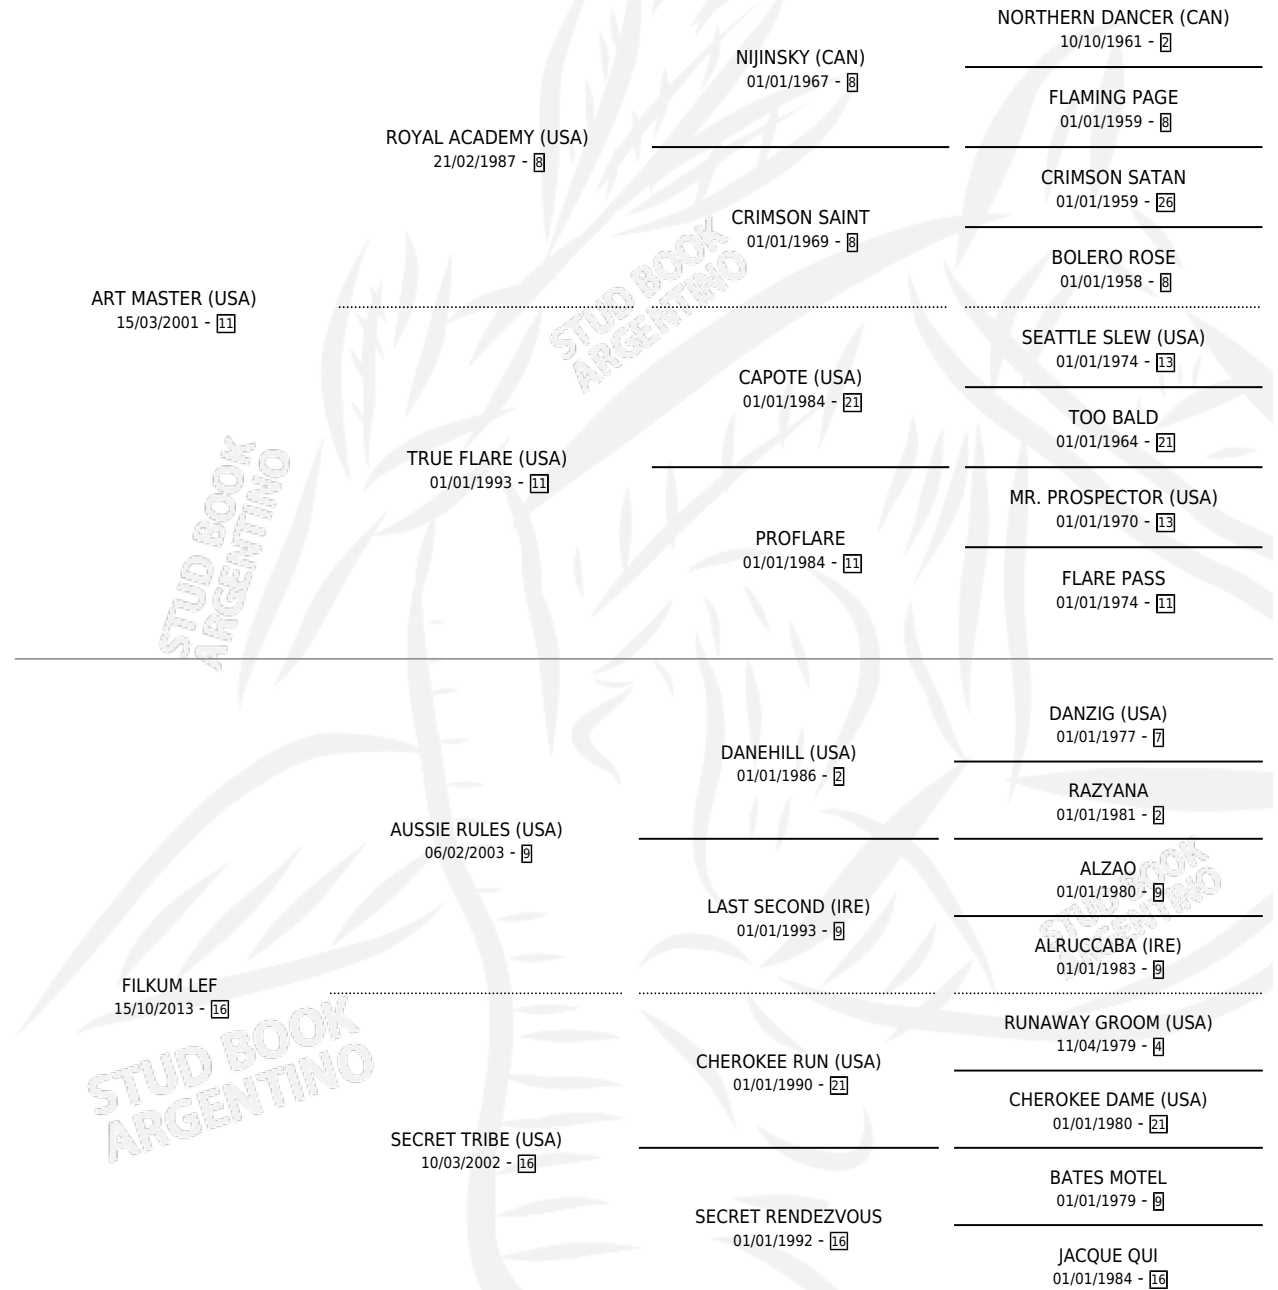 NORTHERN DANCER (CAN)
10/10/1961 - 2
NIJINSKY (CAN)
01/01/1967 - 8
FLAMING PAGE
01/01/1959 - 8
ROYAL ACADEMY (USA)
21/02/1987 - 8
CRIMSON SATAN
01/01/1959 - 26
CRIMSON SAINT
01/01/1969 - 8
BOLERO ROSE
01/01/1958 - 8
ART MASTER (USA)
15/03/2001 - 11
STUD BOOK
ARGENTINO
SEATTLE SLEW (USA)
01/01/1974 - 13
CAPOTE (USA)
01/01/1984 - 21
TOO BALD
01/01/1964 - 21
TRUE FLARE (USA)
01/01/1993 - 11
MR. PROSPECTOR (USA)
01/01/1970 - 13
PROFLARE
01/01/1984 - 11
FLARE PASS
01/01/1974 - 11
STUD BOOK
ARGENTINO
DANZIG (USA)
01/01/1977 - 7
DANEHILL (USA)
01/01/1986 - 2
RAZYANA
01/01/1981 - 2
AUSSIE RULES (USA)
06/02/2003 - 9
ALZAO
01/01/1980 - 9
LAST SECOND (IRE)
01/01/1993 - 9
STUD BOOK
ARGENTINO
ALRUCCABA (IRE)
01/01/1983 - 9
FILKUM LEF
15/10/2013 - 16
STUD BOOK
ARGENTINO
RUNAWAY GROOM (USA)
11/04/1979 - 4
CHEROKEE RUN (USA)
01/01/1990 - 21
CHEROKEE DAME (USA)
01/01/1980 - 21
SECRET TRIBE (USA)
10/03/2002 - 16
BATES MOTEL
01/01/1979 - 9
SECRET RENDEZVOUS
01/01/1992 - 16
JACQUE QUI
01/01/1984 - 16